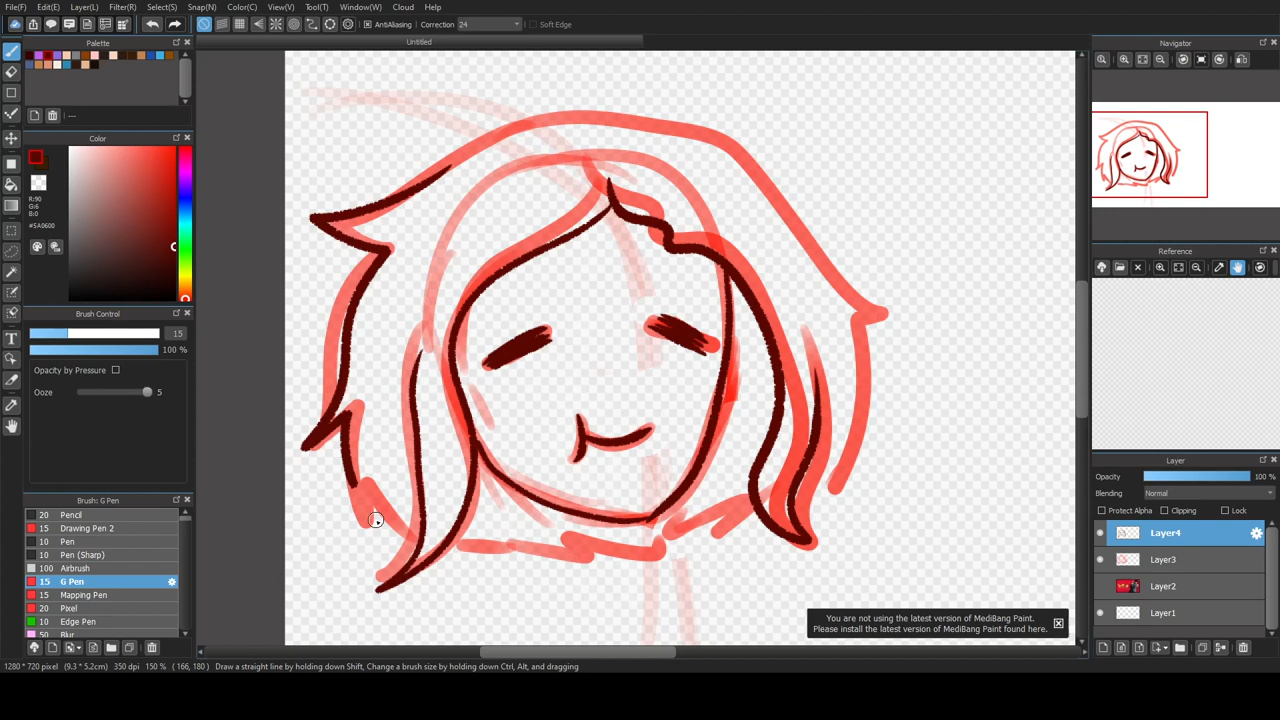 File(F) Edit(E) Layer(L) Filter(R) Select(S) Snap(N) Color(C) View(V) Tool(T) Window(W) Cloud Help
AntiAliasing Correction 24 Soft Edge
Palette
Untitled
Navigator
---
Color
R:90
G:6
B:0
#5A0600
Brush Control
15
100 %
Opacity by Pressure
Ooze 5
Brush: G Pen
20 Pencil
15 Drawing Pen 2
10 Pen
10 Pen (Sharp)
100 Airbrush
15 G Pen
15 Mapping Pen
20 Pixel
10 Edge Pen
50 Blur
Reference
Layer
Opacity 100 %
Blending Normal
Protect Alpha Clipping Lock
Layer4
Layer3
Layer2
Layer1
You are not using the latest version of MediBang Paint.
Please install the latest version of MediBang Paint found here.
1280 * 720 pixel (9.3 * 5.2cm) 350 dpi 150 % ( 166, 180 ) Draw a straight line by holding down Shift, Change a brush size by holding down Ctrl, Alt, and dragging